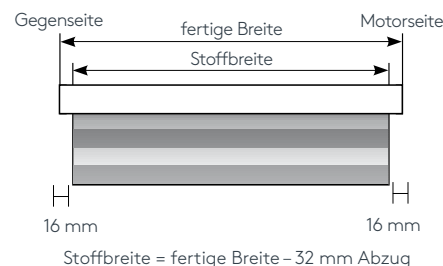 Gegenseite
Motorseite
fertige Breite
Stoffbreite
16 mm
16 mm
Stoffbreite = fertige Breite – 32 mm Abzug